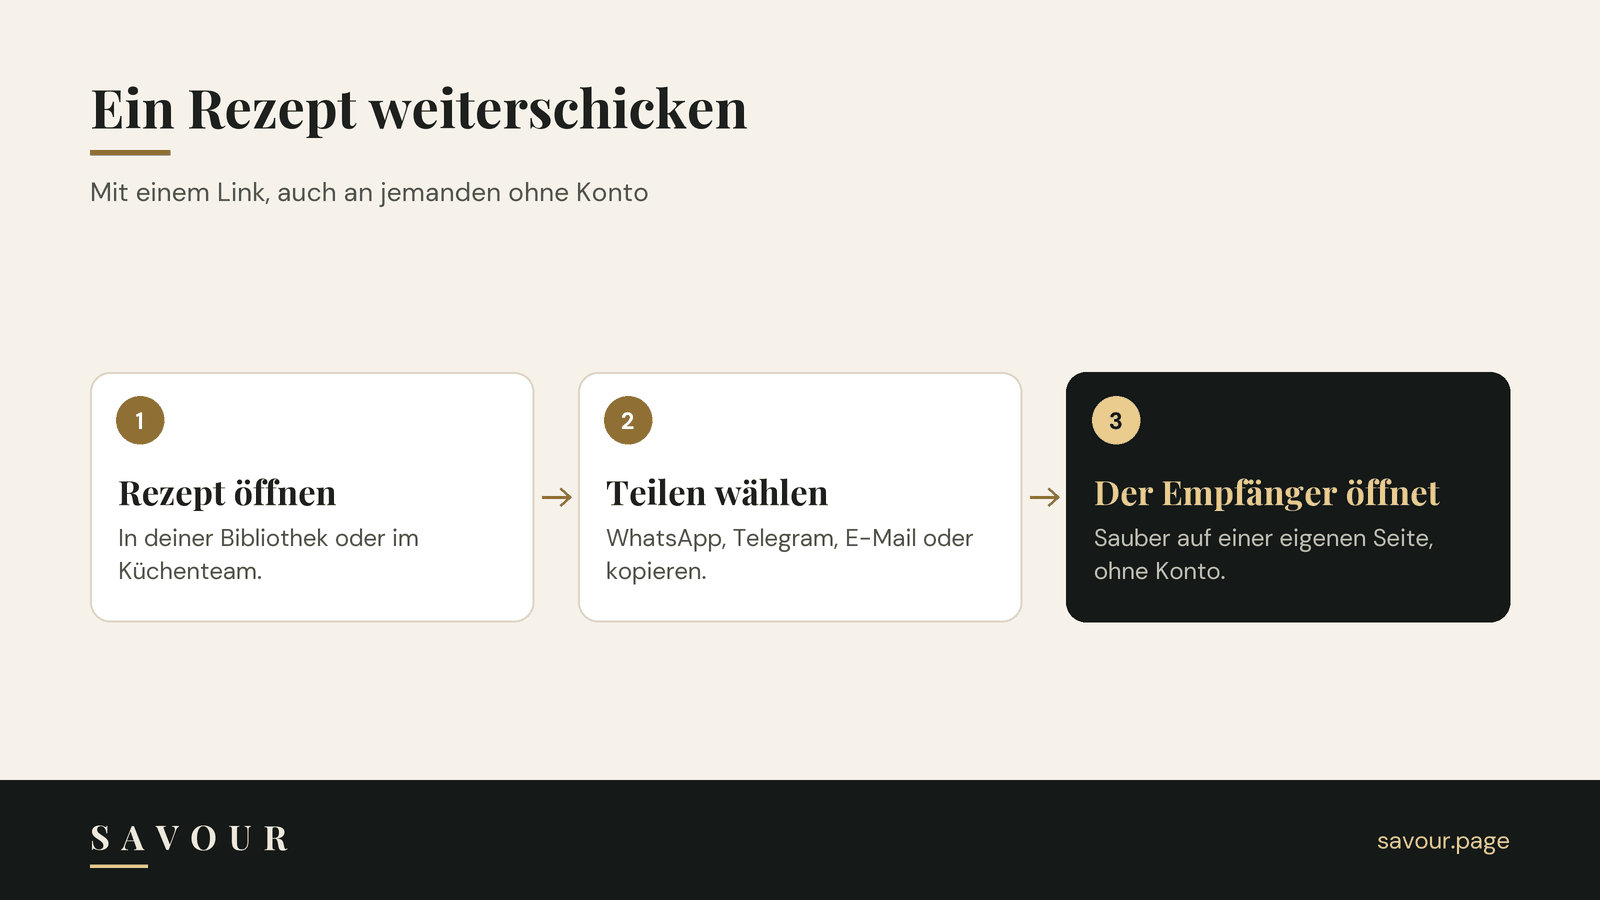 Ein Rezept weiterschicken
Mit einem Link, auch an jemanden ohne Konto
1
Rezept öffnen
In deiner Bibliothek oder im
Küchenteam.
2
Teilen wählen
WhatsApp, Telegram, E-Mail oder
kopieren.
3
Der Empfänger öffnet
Sauber auf einer eigenen Seite,
ohne Konto.
SAVOUR
savour.page